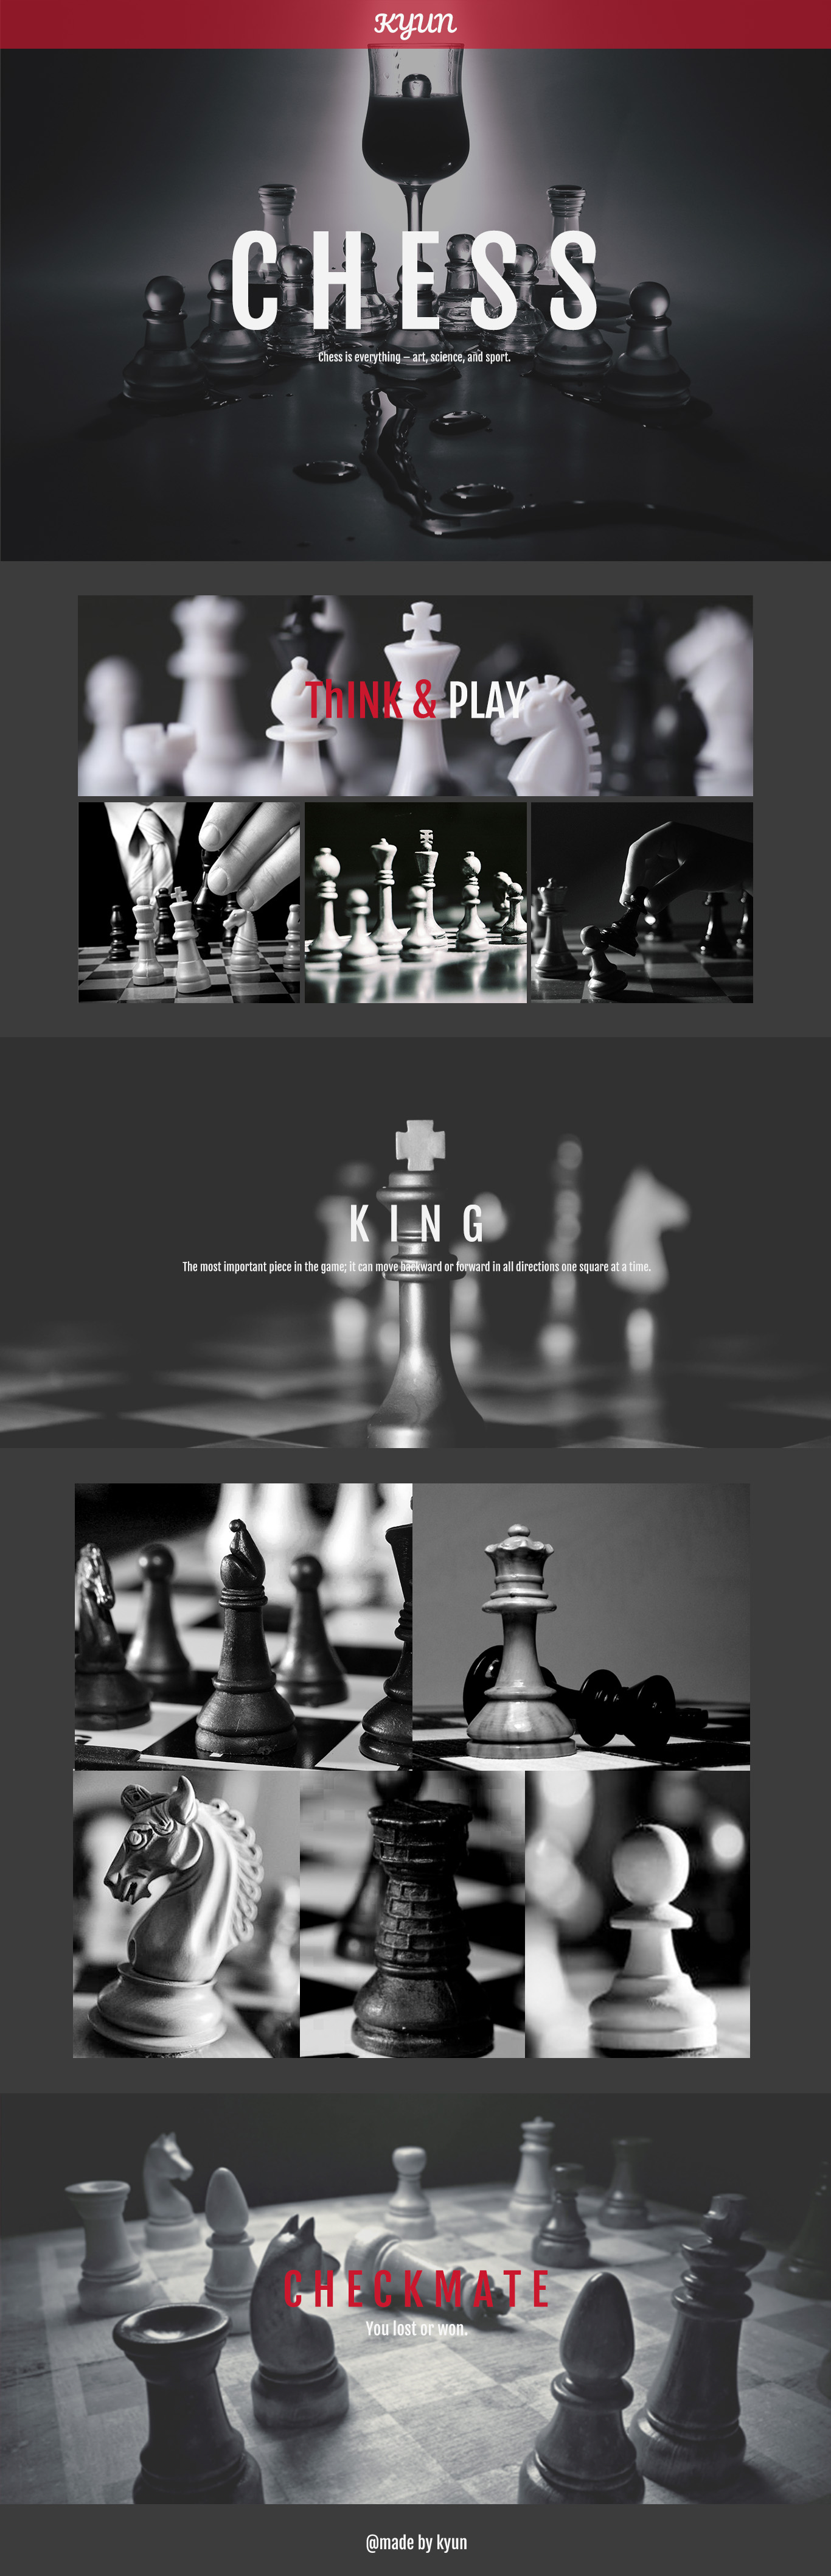 KYUN
CHESS
Chess is everything – art, science, and sport.
ThINK & PLAY
KING
The most important piece in the game; it can move backward or forward in all directions one square at a time.
CHECKMATE
You lost or won.
@made by kyun